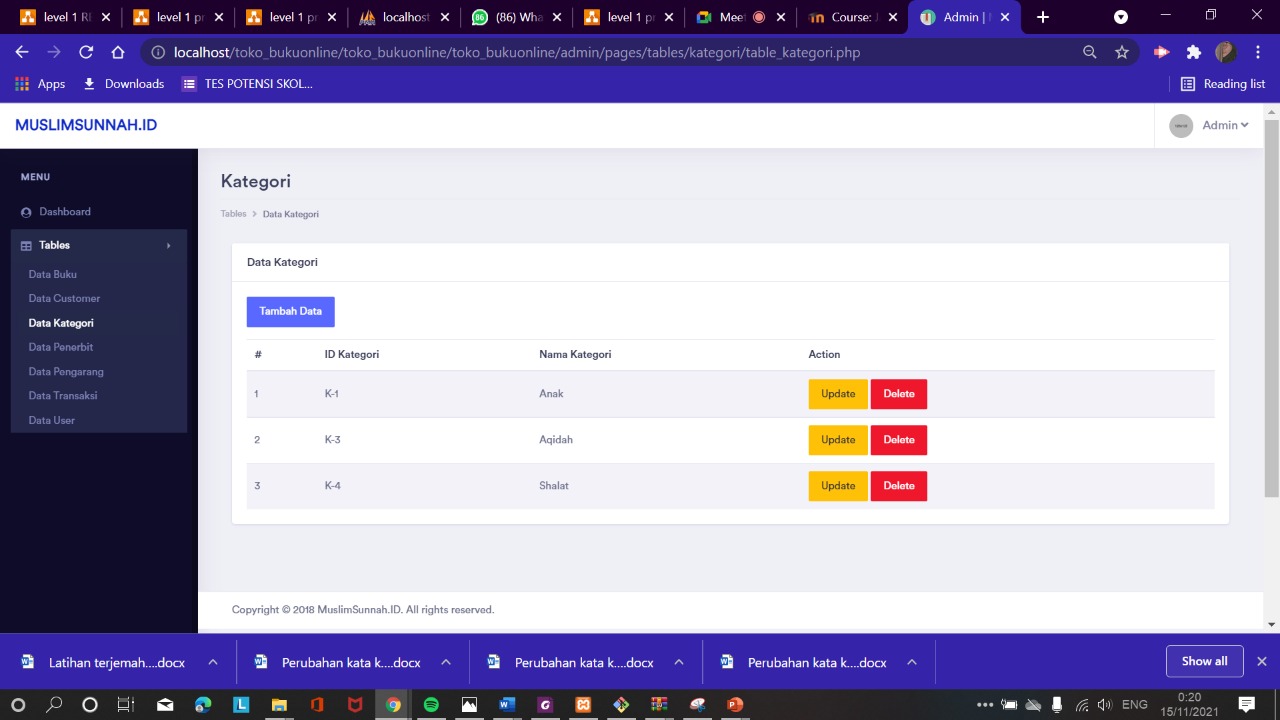 level 1 RE
level 1 pr
level 1 pr
localhost
(86) Wha
level 1 pr
Meet
Course: J
Admin |
localhost/toko_bukuonline/toko_bukuonline/toko_bukuonline/admin/pages/tables/kategori/table_kategori.php
Apps
Downloads
TES POTENSI SKOL...
Reading list
MUSLIMSUNNAH.ID
Admin
MENU
Dashboard
Tables
Data Buku
Data Customer
Data Kategori
Data Penerbit
Data Pengarang
Data Transaksi
Data User
Kategori
Tables > Data Kategori
Data Kategori
Tambah Data
# ID Kategori Nama Kategori Action
1 K-1 Anak Update Delete
2 K-3 Aqidah Update Delete
3 K-4 Shalat Update Delete
Copyright © 2018 MuslimSunnah.ID. All rights reserved.
Latihan terjemah....docx
Perubahan kata k....docx
Perubahan kata k....docx
Perubahan kata k....docx
Show all
ENG
0:20
15/11/2021